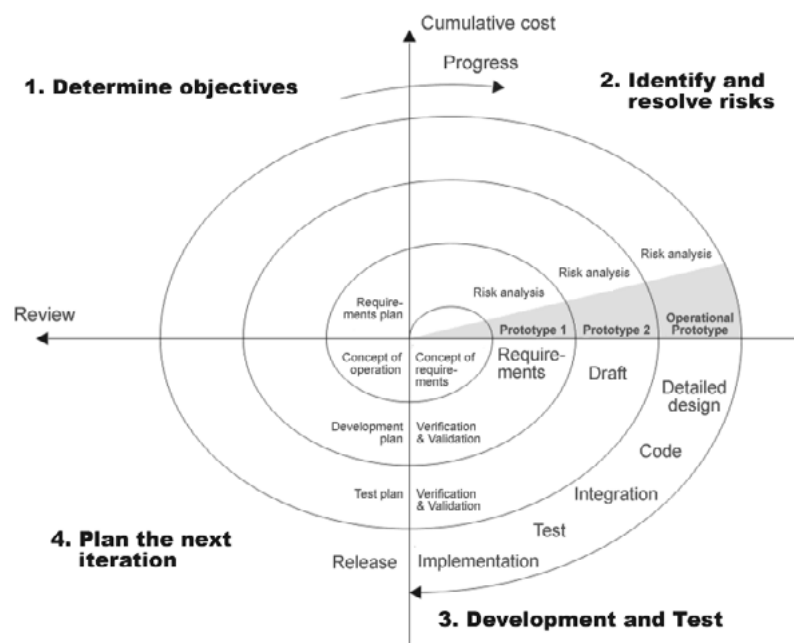 Cumulative cost
Progress
1. Determine objectives
2. Identify and
resolve risks
Risk analysis
Risk analysis
Risk analysis
Require-
ments plan
Review
Prototype 1
Prototype 2
Operational
Prototype
Concept of
operation
Concept of
require-
ments
Require-
ments
Draft
Detailed
design
Development
plan
Verification
& Validation
Code
Test plan
Verification
& Validation
Integration
Test
4. Plan the next
iteration
Release
Implementation
3. Development and Test